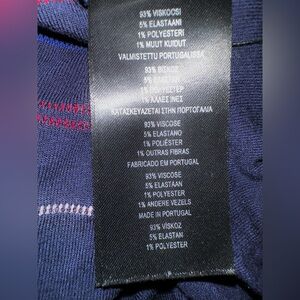 93% VISKOOSI
5% ELASTAANI
1% POLYESTERI
1% MUUT KUIDUT
VALMISTETTU PORTUGALISSA
93% ΒΙΣΚΟΖ
5% ΕΛΑΣΤΑΝ
1% ΠΟΛΥΕΣΤΕΡ
1% ΑΛΛΕΣ ΙΝΕΣ
ΚΑΤΑΣΚΕΥΑΖΕΤΑΙ ΣΤΗΝ ΠΟΡΤΟΓΑΛΙΑ
93% VISCOSE
5% ELASTANO
1% POLIÉSTER
1% OUTRAS FIBRAS
FABRICADO EM PORTUGAL
93% VISCOSE
5% ELASTAAN
1% POLYESTER
1% ANDERE VEZELS
MADE IN PORTUGAL
93% VISKOZ
5% ELASTAN
1% POLYESTER